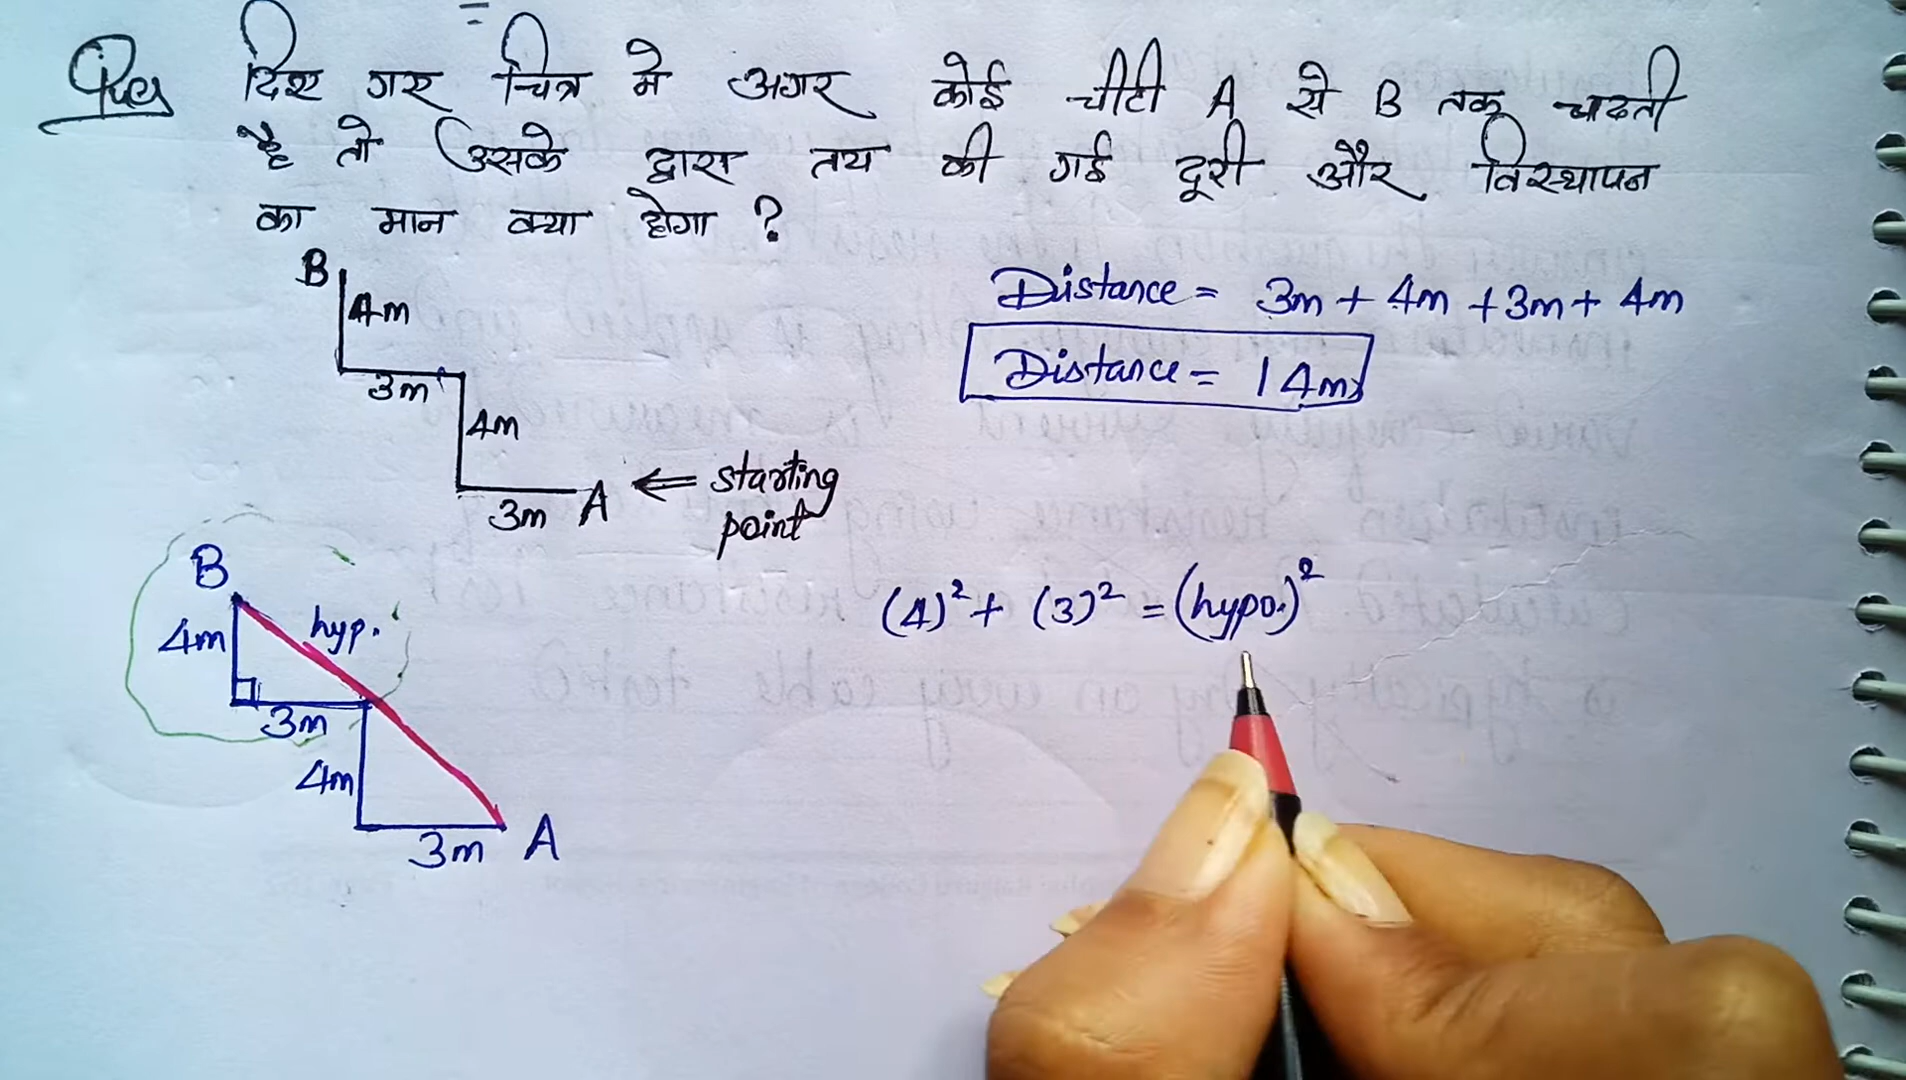 Ques दिए गए चित्र मे अगर कोई चीटी A से B तक चढती
है तो उसके द्वारा तय की गई दूरी और विस्थापन
का मान क्या होगा ?
B
4m
3m
4m
3m A ← starting
point
Distance = 3m + 4m + 3m + 4m
Distance = 14m
B
4m
hyp.
3m
4m
3m A
(4)² + (3)² = (hypo.)²